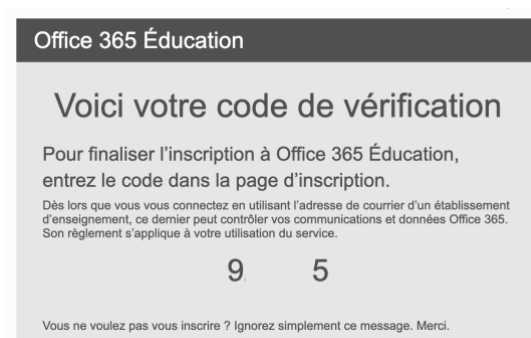 Office 365 Éducation
Voici votre code de vérification
Pour finaliser l’inscription à Office 365 Éducation,
entrez le code dans la page d’inscription.
Dès lors que vous vous connectez en utilisant l’adresse de courrier d’un établissement
d’enseignement, ce dernier peut contrôler vos communications et données Office 365.
Son règlement s’applique à votre utilisation du service.
9 5
Vous ne voulez pas vous inscrire ? Ignorez simplement ce message. Merci.